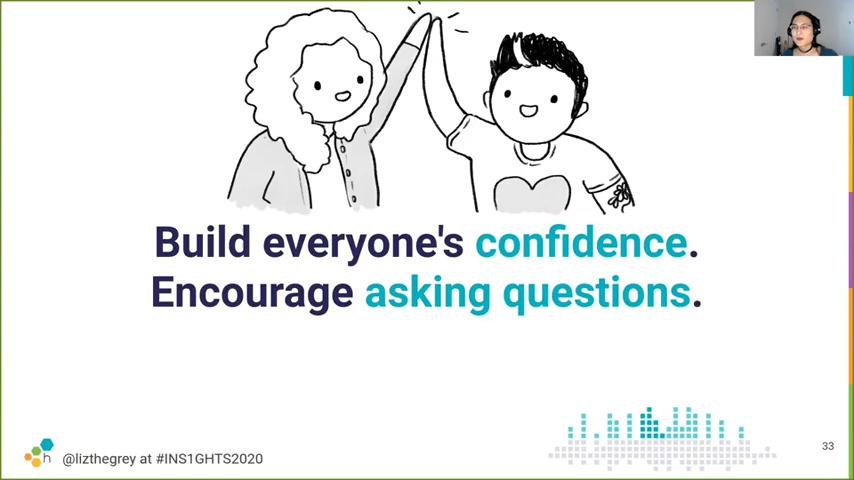 Build everyone's confidence.
Encourage asking questions.
h @lizthegrey at #INS1GHTS2020
33